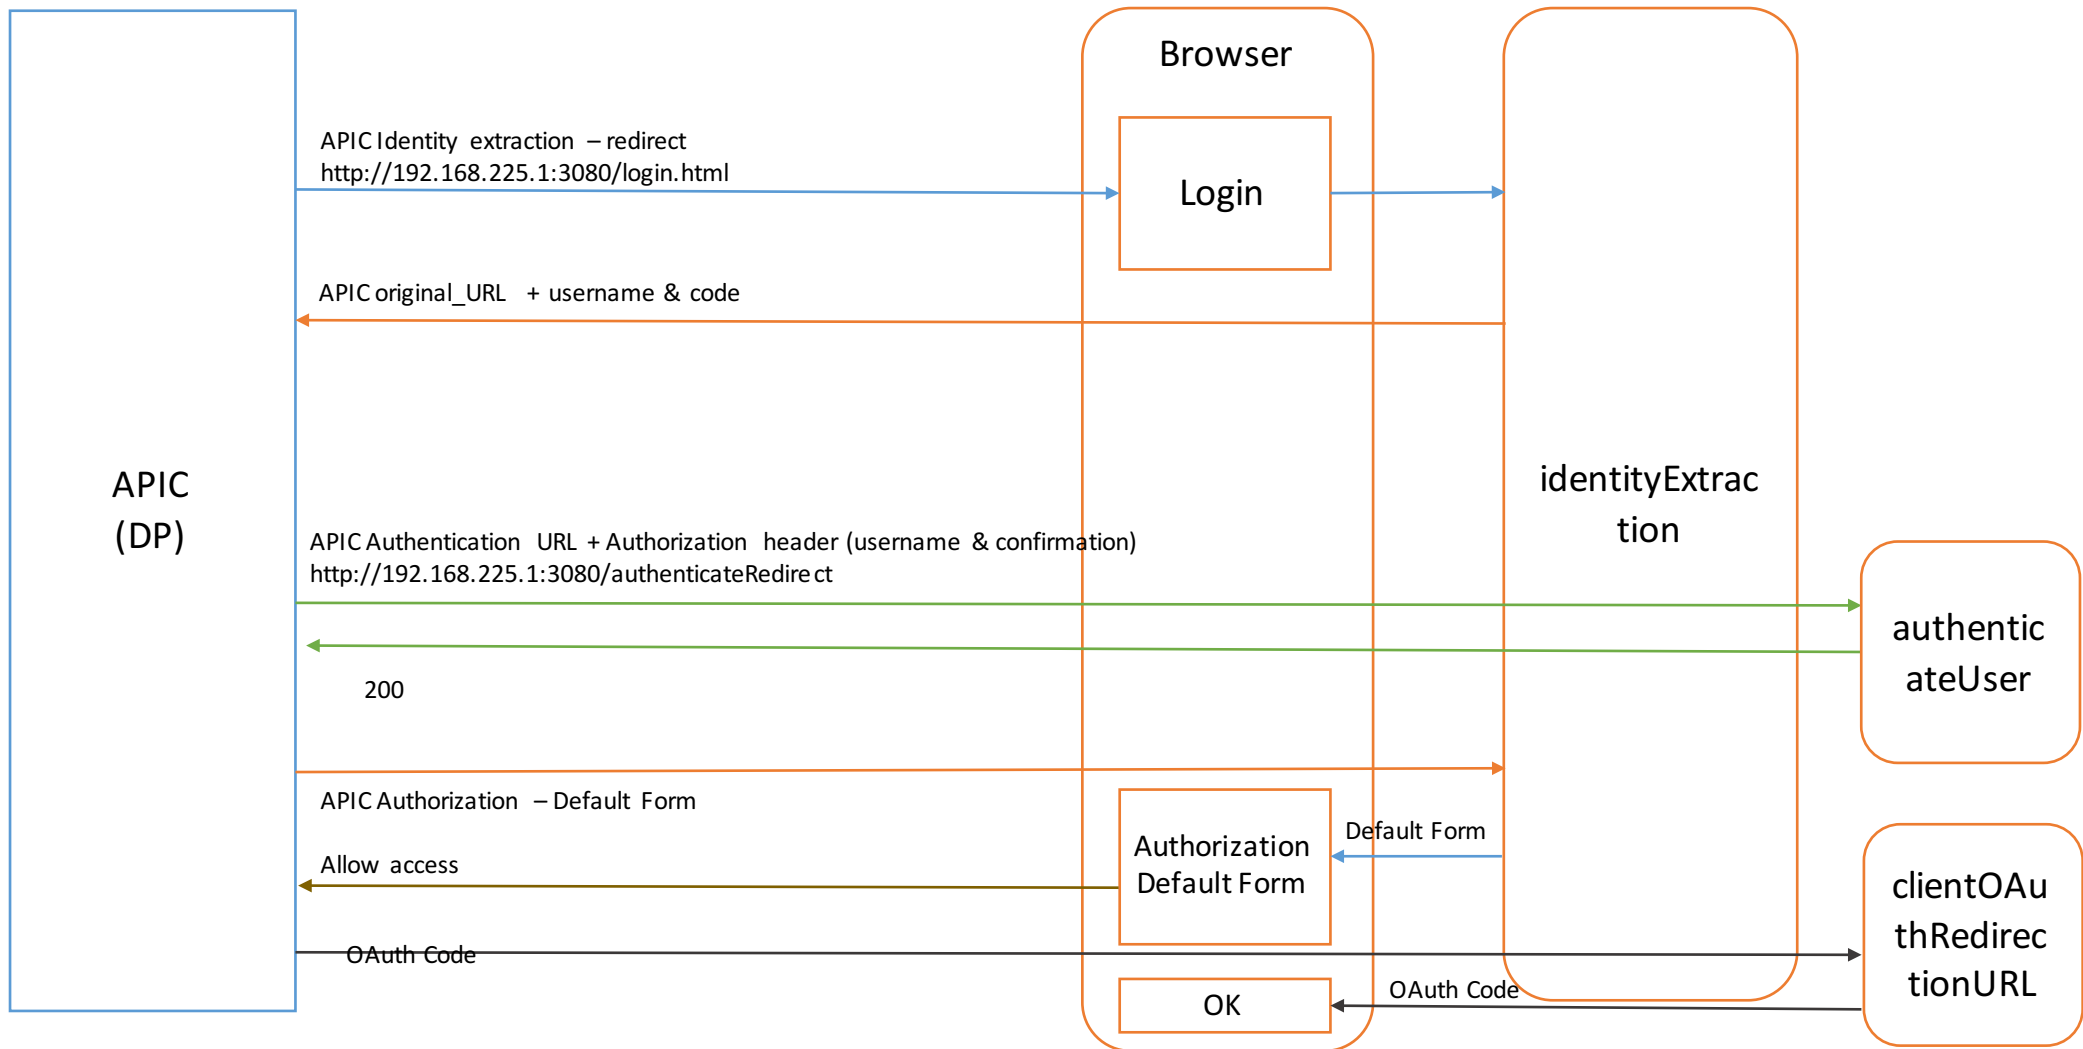 Browser
APIC Identity extraction – redirect
http://192.168.225.1:3080/login.html
Login
APIC original_URL + username & code
APIC
(DP)
identityExtrac
tion
APIC Authentication URL + Authorization header (username & confirmation)
http://192.168.225.1:3080/authenticateRedirect
authentic
ateUser
200
APIC Authorization – Default Form
Default Form
Authorization
Default Form
Allow access
clientOAu
thRedirec
tionURL
OAuth Code
OAuth Code
OK